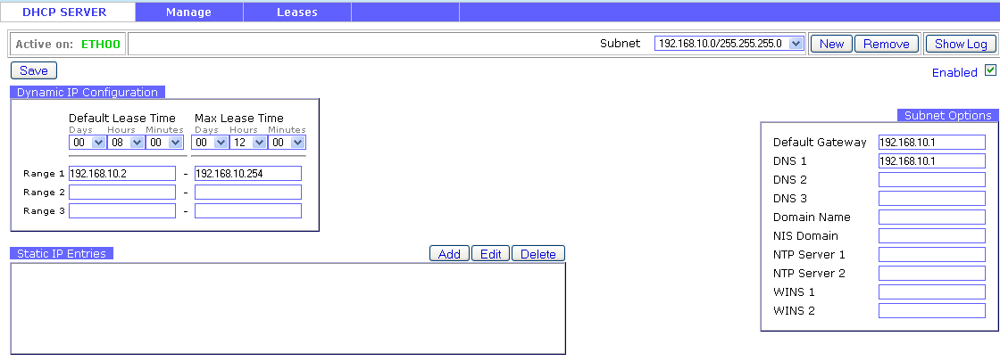 DHCP SERVER Manage Leases
Active on: ETH00 Subnet 192.168.10.0/255.255.255.0 New Remove Show Log
Save Enabled
Dynamic IP Configuration
Default Lease Time Max Lease Time
Days Hours Minutes Days Hours Minutes
00 08 00 00 12 00
Range 1 192.168.10.2 - 192.168.10.254
Range 2 -
Range 3 -
Subnet Options
Default Gateway 192.168.10.1
DNS 1 192.168.10.1
DNS 2
DNS 3
Domain Name
NIS Domain
NTP Server 1
NTP Server 2
WINS 1
WINS 2
Static IP Entries Add Edit Delete